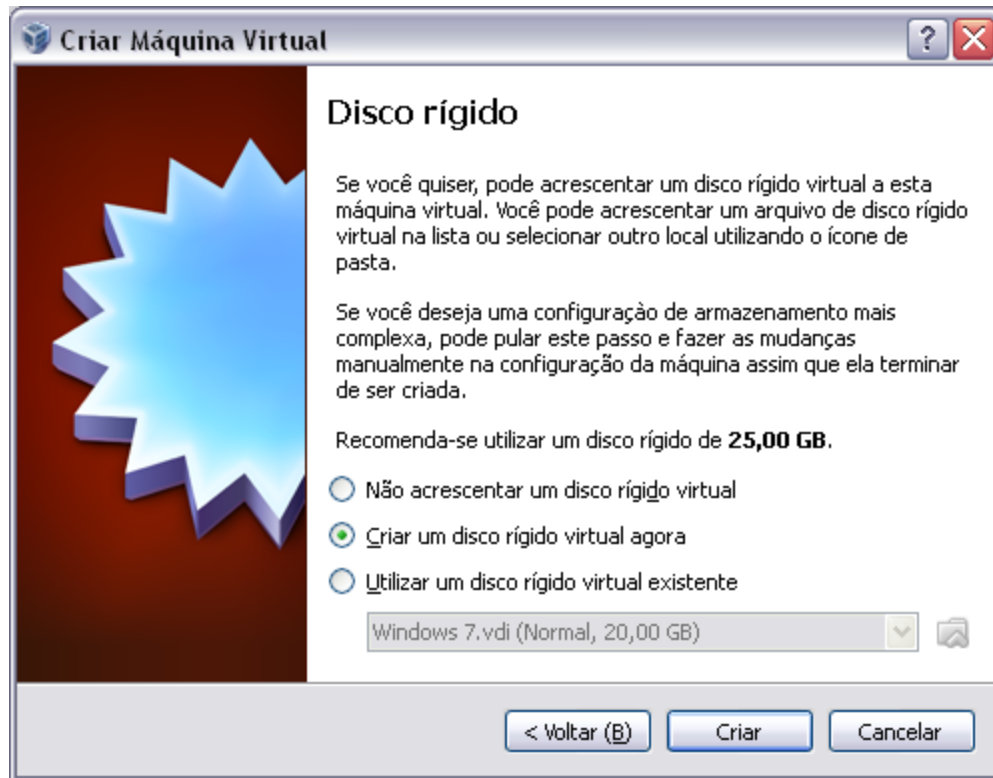 Criar Máquina Virtual
?
Disco rígido
Se você quiser, pode acrescentar um disco rígido virtual a esta
máquina virtual. Você pode acrescentar um arquivo de disco rígido
virtual na lista ou selecionar outro local utilizando o ícone de
pasta.
Se você deseja uma configuraçào de armazenamento mais
complexa, pode pular este passo e fazer as mudanças
manualmente na configuração da máquina assim que ela terminar
de ser criada.
Recomenda-se utilizar um disco rígido de 25,00 GB.
Não acrescentar um disco rígido virtual
Criar um disco rígido virtual agora
Utilizar um disco rígido virtual existente
Windows 7.vdi (Normal, 20,00 GB)
< Voltar (B)
Criar
Cancelar